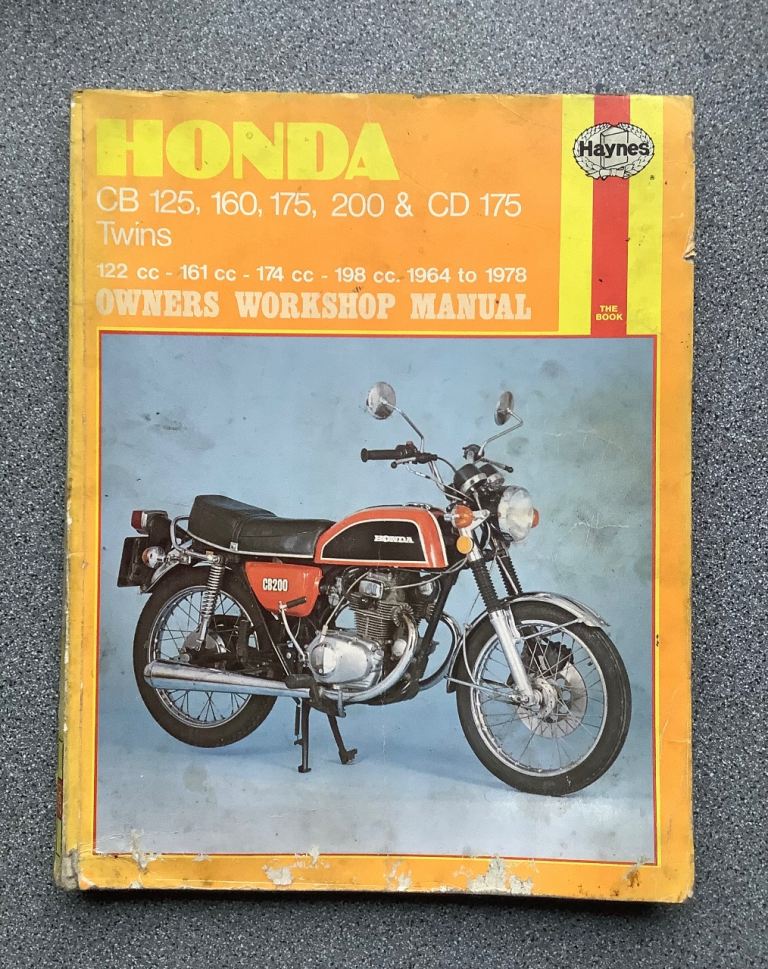 HONDA
CB 125, 160, 175, 200 & CD 175
Twins
122 cc - 161 cc - 174 cc - 198 cc. 1964 to 1978
OWNERS WORKSHOP MANUAL
Haynes
®
THE
BOOK
HONDA
CB200